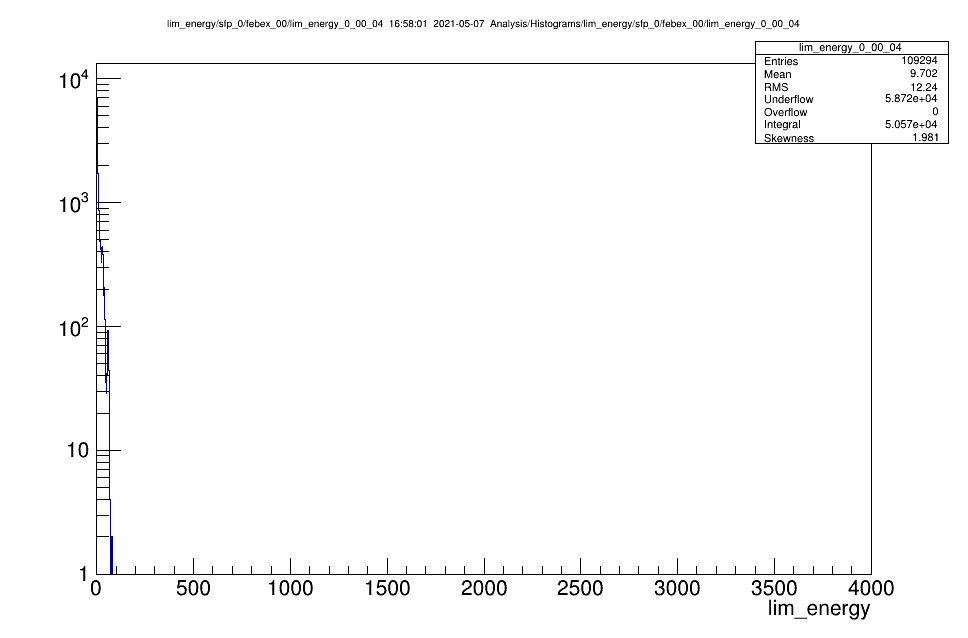 lim_energy/sfp_0/febex_00/lim_energy_0_00_04 16:58:01 2021-05-07 Analysis/Histograms/lim_energy/sfp_0/febex_00/lim_energy_0_00_04
lim_energy_0_00_04
Entries 109294
Mean 9.702
RMS 12.24
Underflow 5.872e+04
Overflow 0
Integral 5.057e+04
Skewness 1.981
10^4
10^3
10^2
10
1
0 500 1000 1500 2000 2500 3000 3500 4000
lim_energy